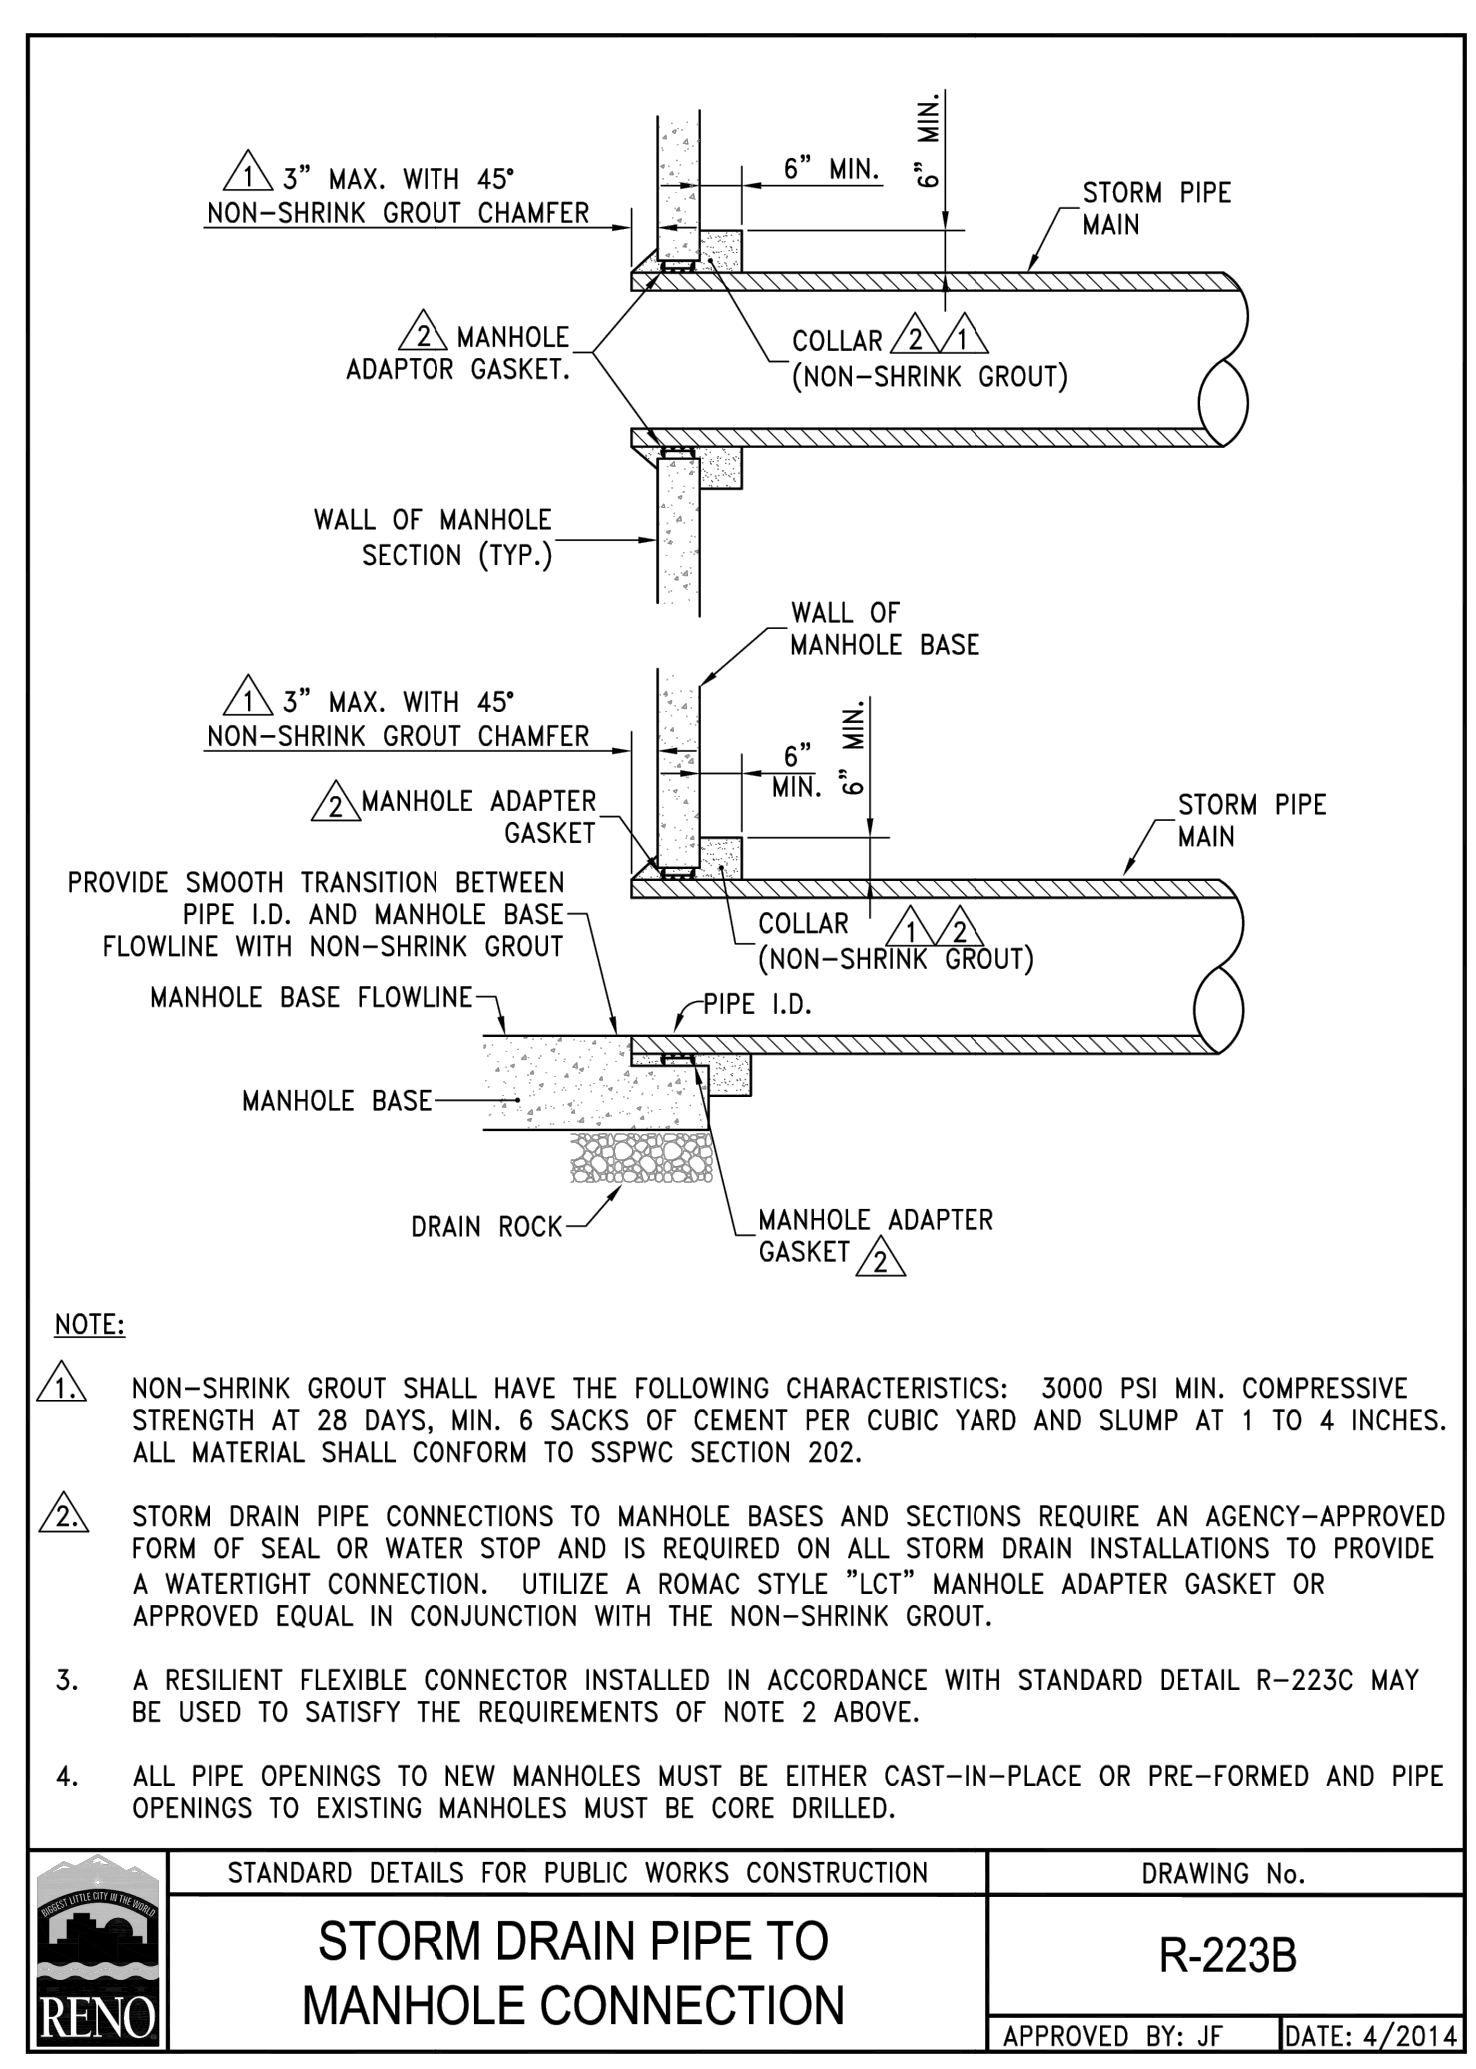 6" MIN.
6" MIN.
1 3" MAX. WITH 45°
NON-SHRINK GROUT CHAMFER
STORM PIPE
MAIN
2 MANHOLE
ADAPTOR GASKET.
COLLAR 2 1
(NON-SHRINK GROUT)
WALL OF MANHOLE
SECTION (TYP.)
WALL OF
MANHOLE BASE
1 3" MAX. WITH 45°
NON-SHRINK GROUT CHAMFER
6"
MIN.
6" MIN.
2 MANHOLE ADAPTER
GASKET
STORM PIPE
MAIN
PROVIDE SMOOTH TRANSITION BETWEEN
PIPE I.D. AND MANHOLE BASE
FLOWLINE WITH NON-SHRINK GROUT
COLLAR 1 2
(NON-SHRINK GROUT)
MANHOLE BASE FLOWLINE
PIPE I.D.
MANHOLE BASE
DRAIN ROCK
MANHOLE ADAPTER
GASKET 2
NOTE:
1. NON-SHRINK GROUT SHALL HAVE THE FOLLOWING CHARACTERISTICS: 3000 PSI MIN. COMPRESSIVE
STRENGTH AT 28 DAYS, MIN. 6 SACKS OF CEMENT PER CUBIC YARD AND SLUMP AT 1 TO 4 INCHES.
ALL MATERIAL SHALL CONFORM TO SSPWC SECTION 202.
2. STORM DRAIN PIPE CONNECTIONS TO MANHOLE BASES AND SECTIONS REQUIRE AN AGENCY-APPROVED
FORM OF SEAL OR WATER STOP AND IS REQUIRED ON ALL STORM DRAIN INSTALLATIONS TO PROVIDE
A WATERTIGHT CONNECTION. UTILIZE A ROMAC STYLE "LCT" MANHOLE ADAPTER GASKET OR
APPROVED EQUAL IN CONJUNCTION WITH THE NON-SHRINK GROUT.
3. A RESILIENT FLEXIBLE CONNECTOR INSTALLED IN ACCORDANCE WITH STANDARD DETAIL R-223C MAY
BE USED TO SATISFY THE REQUIREMENTS OF NOTE 2 ABOVE.
4. ALL PIPE OPENINGS TO NEW MANHOLES MUST BE EITHER CAST-IN-PLACE OR PRE-FORMED AND PIPE
OPENINGS TO EXISTING MANHOLES MUST BE CORE DRILLED.
BIGGEST LITTLE CITY IN THE WORLD
RENO
STANDARD DETAILS FOR PUBLIC WORKS CONSTRUCTION
STORM DRAIN PIPE TO
MANHOLE CONNECTION
DRAWING No.
R-223B
APPROVED BY: JF
DATE: 4/2014